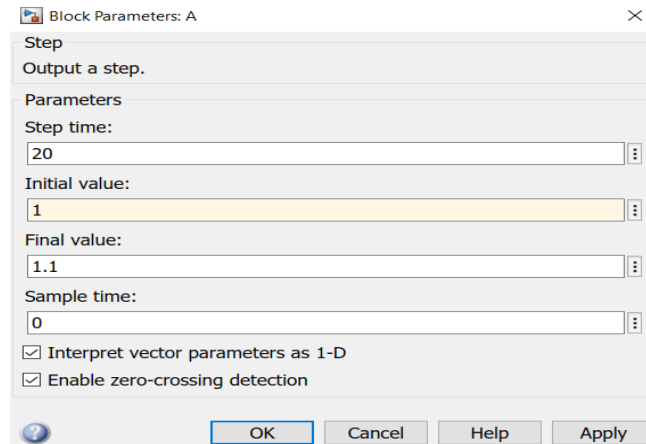 Block Parameters: A
Step
Output a step.
Parameters
Step time:
20
Initial value:
1
Final value:
1.1
Sample time:
0
Interpret vector parameters as 1-D
Enable zero-crossing detection
OK Cancel Help Apply